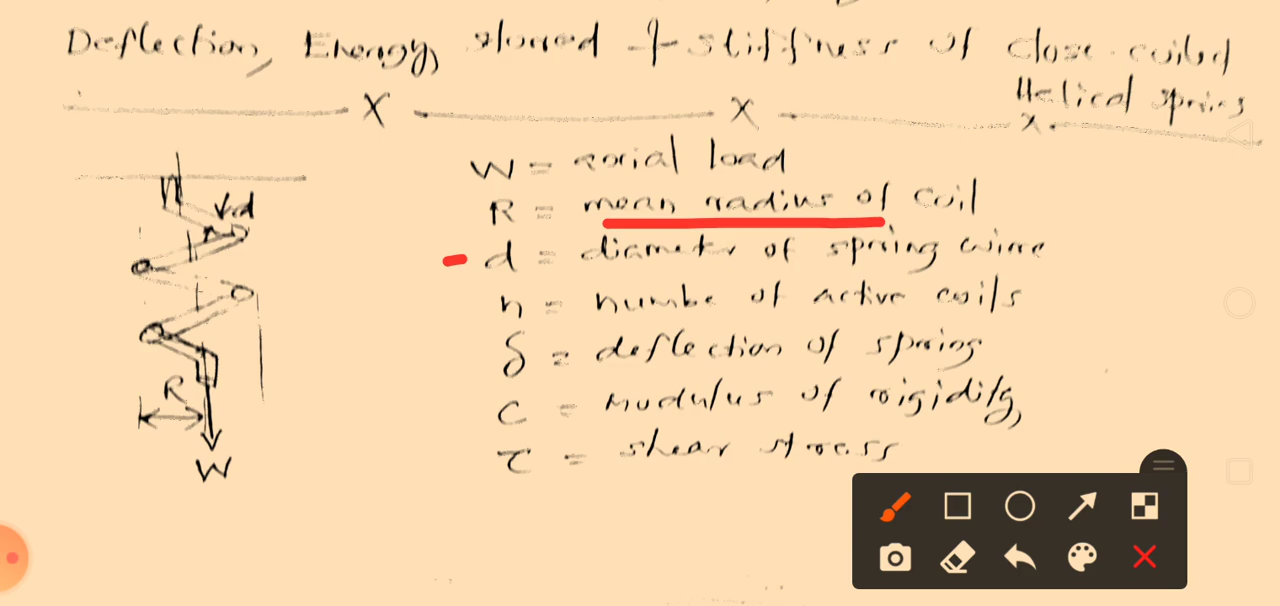 Deflection, Energy, stored + stiffness of close-coiled
Helical spring
x x x
W = axial load
R = mean radius of coil
d = diameter of spring wire
n = numbe of active coils
δ = deflection of spring
C = Modulus of rigidity,
τ = shear stress
d
R
W